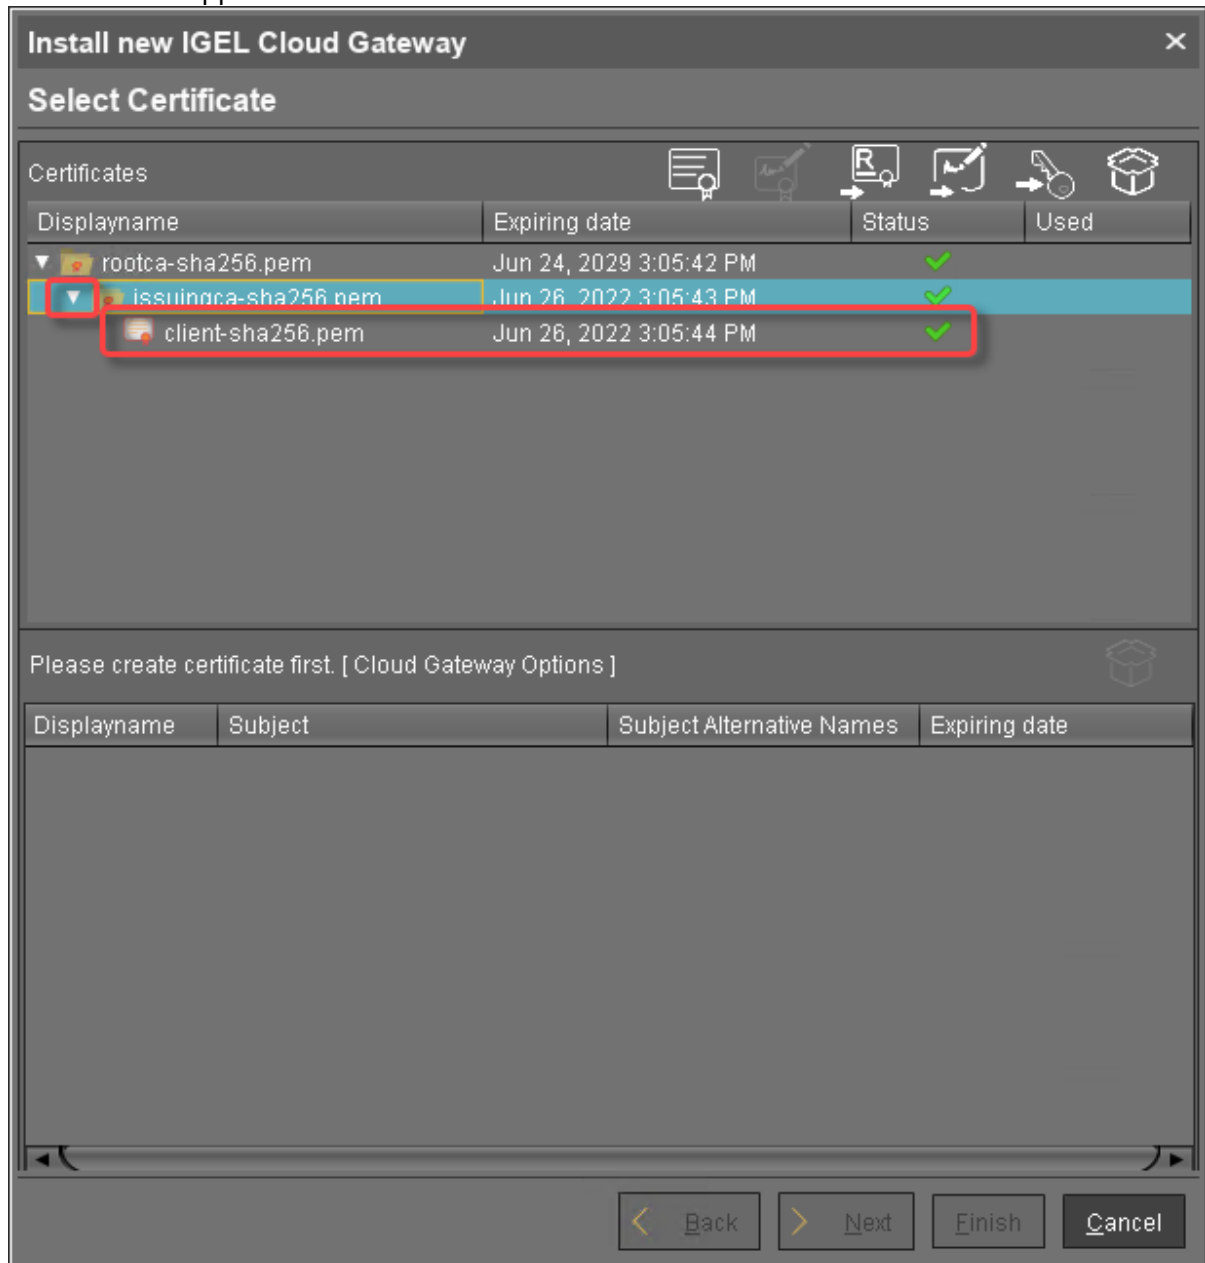 Install new IGEL Cloud Gateway
Select Certificate
Certificates
Displayname Expiring date Status Used
rootca-sha256.pem Jun 24, 2029 3:05:42 PM
issuingca-sha256.pem Jun 26, 2022 3:05:43 PM
client-sha256.pem Jun 26, 2022 3:05:44 PM
Please create certificate first. [ Cloud Gateway Options ]
Displayname Subject Subject Alternative Names Expiring date
Back Next Finish Cancel